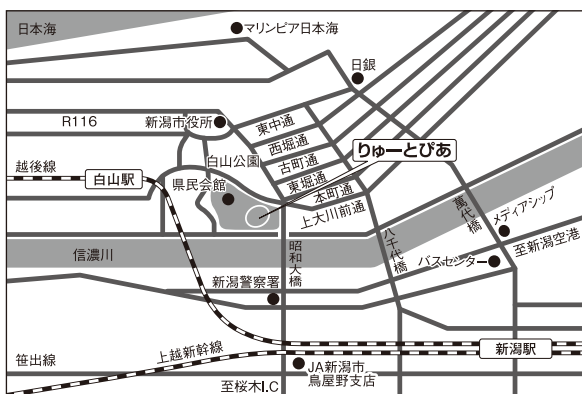 日本海
マリンピア日本海
日銀
R116
新潟市役所
東中通
西堀通
古町通
東堀通
本町通
上大川前通
りゅーとぴあ
白山公園
越後線
白山駅
県民会館
萬代橋
メディアシップ
八千代橋
昭和大橋
至新潟空港
信濃川
バスセンター
新潟警察署
新潟駅
上越新幹線
笹出線
JA新潟市
鳥屋野支店
至桜木I.C